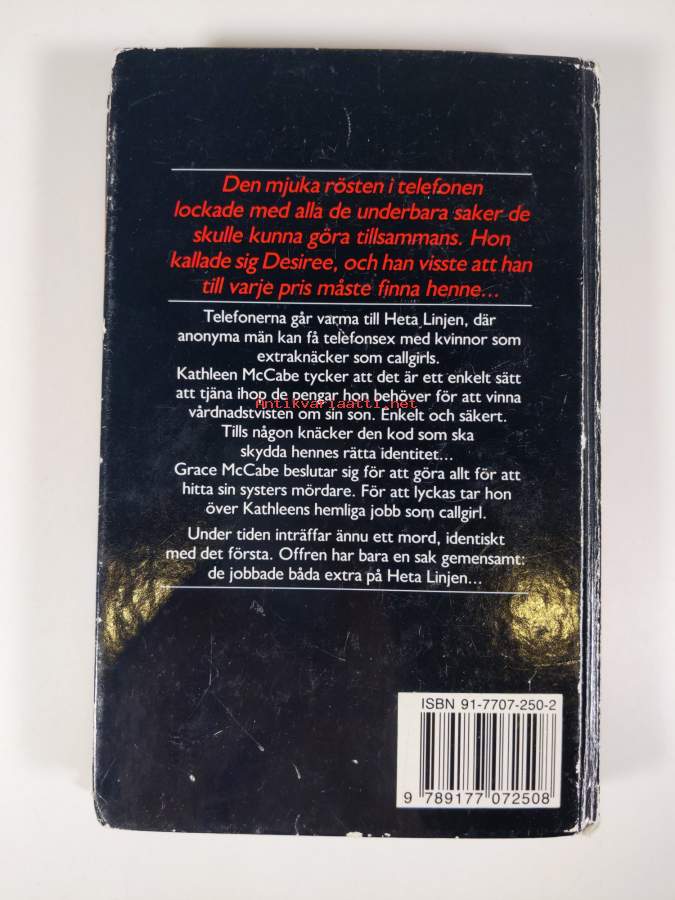 Den mjuka rösten i telefonen
lockade med alla de underbara saker de
skulle kunna göra tillsammans. Hon
kallade sig Desiree, och han visste att han
till varje pris måste finna henne...
Telefonerna går varma till Heta Linjen, där
anonyma män kan få telefonsex med kvinnor som
extraknäcker som callgirls.
Kathleen McCabe tycker att det är ett enkelt sätt
att tjäna ihop de pengar hon behöver för att vinna
Antikvariaatti.net
vårdnadstvisten om sin son. Enkelt och säkert.
Tills någon knäcker den kod som ska
skydda hennes rätta identitet...
Grace McCabe beslutar sig för att göra allt för att
hitta sin systers mördare. För att lyckas tar hon
över Kathleens hemliga jobb som callgirl.
Under tiden inträffar ännu ett mord, identiskt
med det första. Offren har bara en sak gemensamt:
de jobbade båda extra på Heta Linjen...
ISBN 91-7707-250-2
9 789177 072508